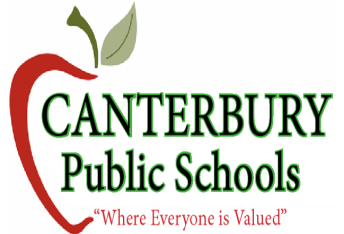 CANTERBURY
Public Schools
“Where Everyone is Valued”